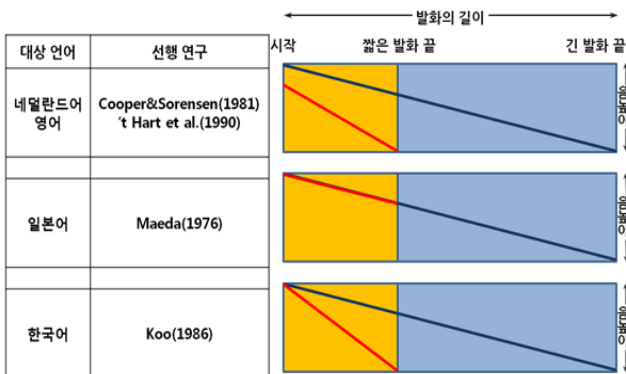 발화의 길이
시작 짧은 발화 끝 긴 발화 끝
대상 언어 선행 연구
네덜란드어
영어
Cooper&Sorensen(1981)
't Hart et al.(1990)
일본어 Maeda(1976)
한국어 Koo(1986)